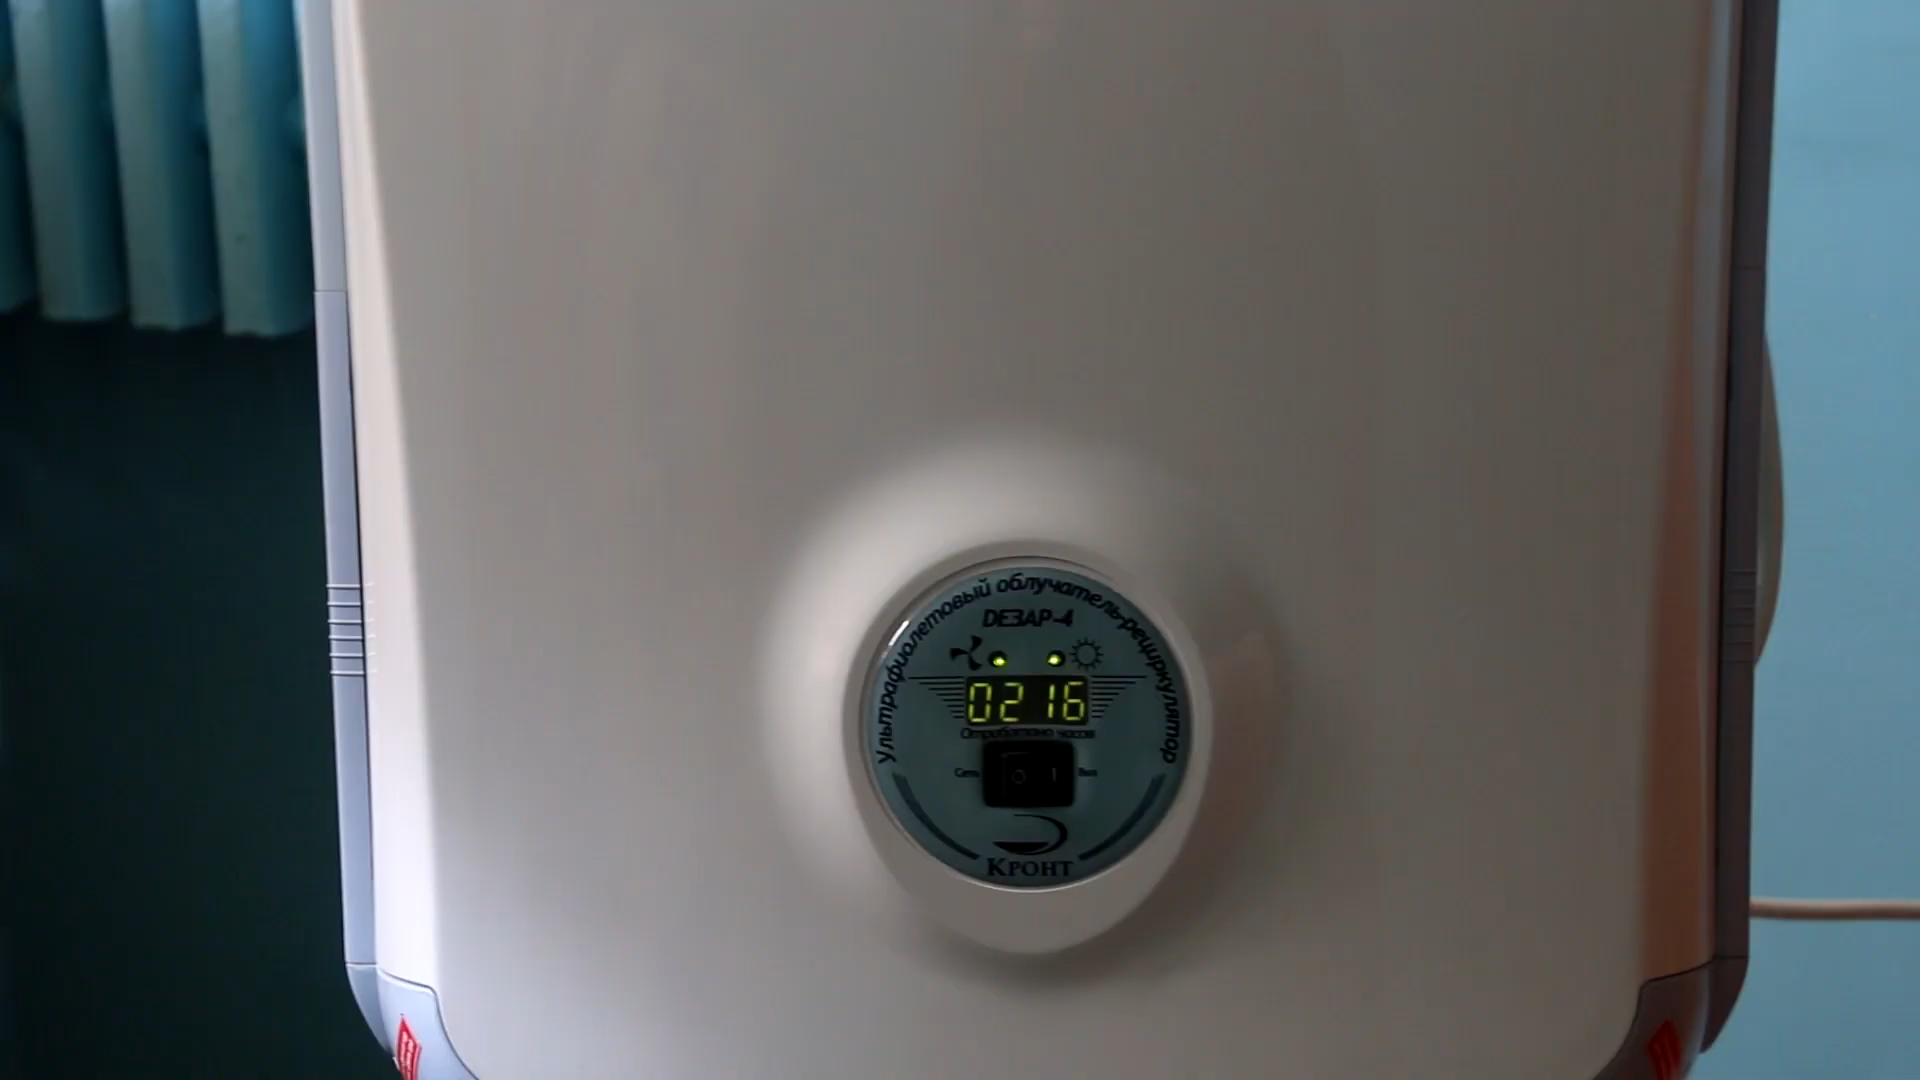 Ультрафиолетовый облучатель-рециркулятор
DEЗАР-4
0216
Отработано часов
Сеть
Вкл
Кронт